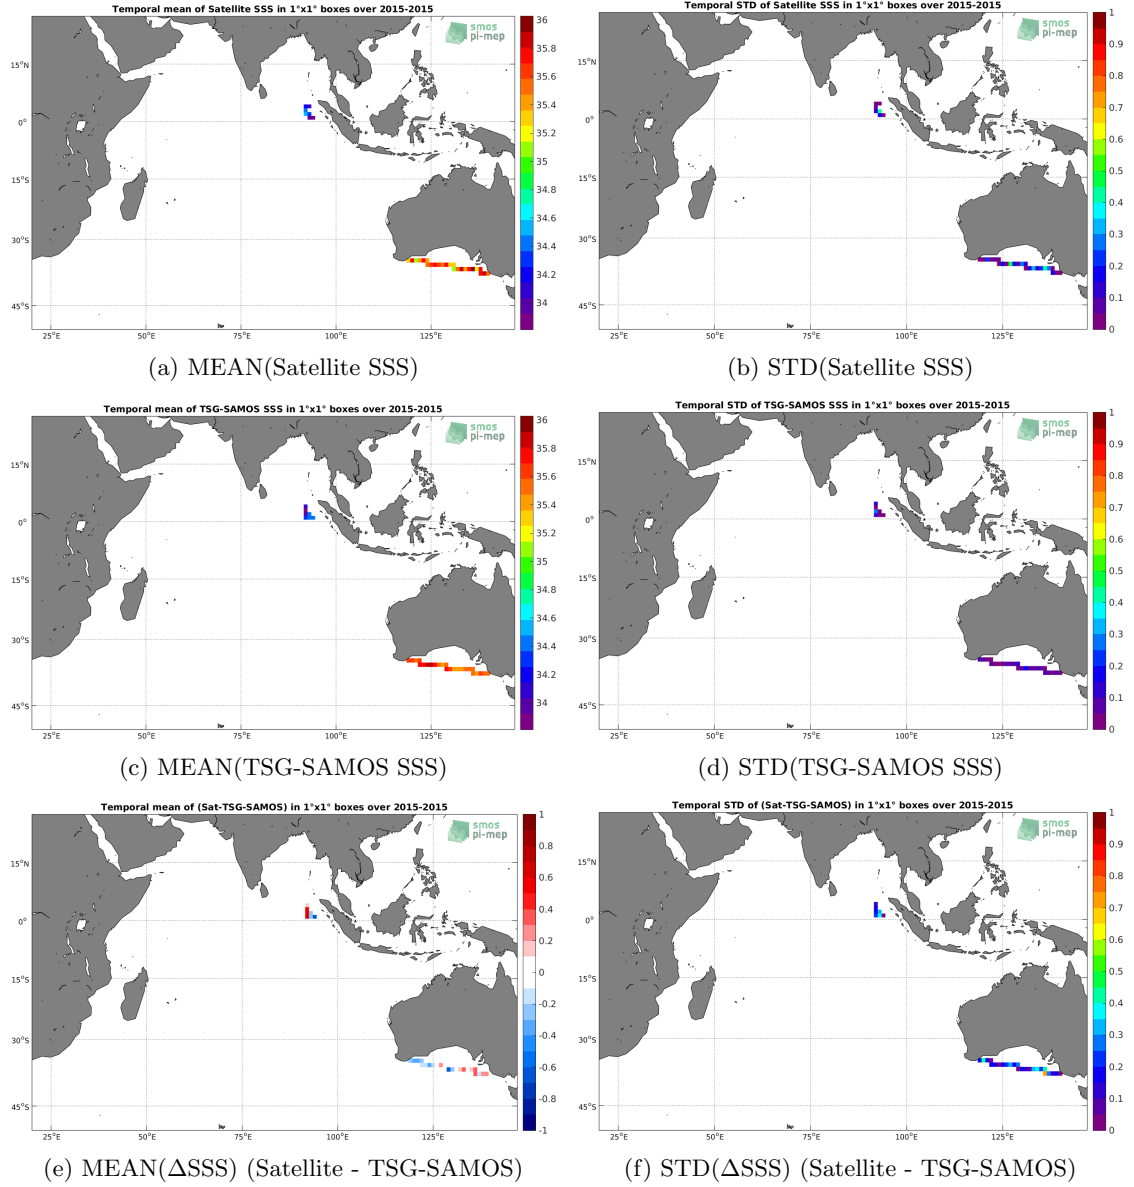 Temporal mean of Satellite SSS in 1°x1° boxes over 2015-2015
smos
pi-mep
15°N
0°
15°S
30°S
45°S
25°E
50°E
75°E
100°E
125°E
36
35.8
35.6
35.4
35.2
35
34.8
34.6
34.4
34.2
34
(a) MEAN(Satellite SSS)
Temporal STD of Satellite SSS in 1°x1° boxes over 2015-2015
smos
pi-mep
15°N
0°
15°S
30°S
45°S
25°E
50°E
75°E
100°E
125°E
1
0.9
0.8
0.7
0.6
0.5
0.4
0.3
0.2
0.1
0
(b) STD(Satellite SSS)
Temporal mean of TSG-SAMOS SSS in 1°x1° boxes over 2015-2015
smos
pi-mep
15°N
0°
15°S
30°S
45°S
25°E
50°E
75°E
100°E
125°E
36
35.8
35.6
35.4
35.2
35
34.8
34.6
34.4
34.2
34
(c) MEAN(TSG-SAMOS SSS)
Temporal STD of TSG-SAMOS SSS in 1°x1° boxes over 2015-2015
smos
pi-mep
15°N
0°
15°S
30°S
45°S
25°E
50°E
75°E
100°E
125°E
1
0.9
0.8
0.7
0.6
0.5
0.4
0.3
0.2
0.1
0
(d) STD(TSG-SAMOS SSS)
Temporal mean of (Sat-TSG-SAMOS) in 1°x1° boxes over 2015-2015
smos
pi-mep
15°N
0°
15°S
30°S
45°S
25°E
50°E
75°E
100°E
125°E
1
0.8
0.6
0.4
0.2
0
-0.2
-0.4
-0.6
-0.8
-1
(e) MEAN(ΔSSS) (Satellite - TSG-SAMOS)
Temporal STD of (Sat-TSG-SAMOS) in 1°x1° boxes over 2015-2015
smos
pi-mep
15°N
0°
15°S
30°S
45°S
25°E
50°E
75°E
100°E
125°E
1
0.9
0.8
0.7
0.6
0.5
0.4
0.3
0.2
0.1
0
(f) STD(ΔSSS) (Satellite - TSG-SAMOS)